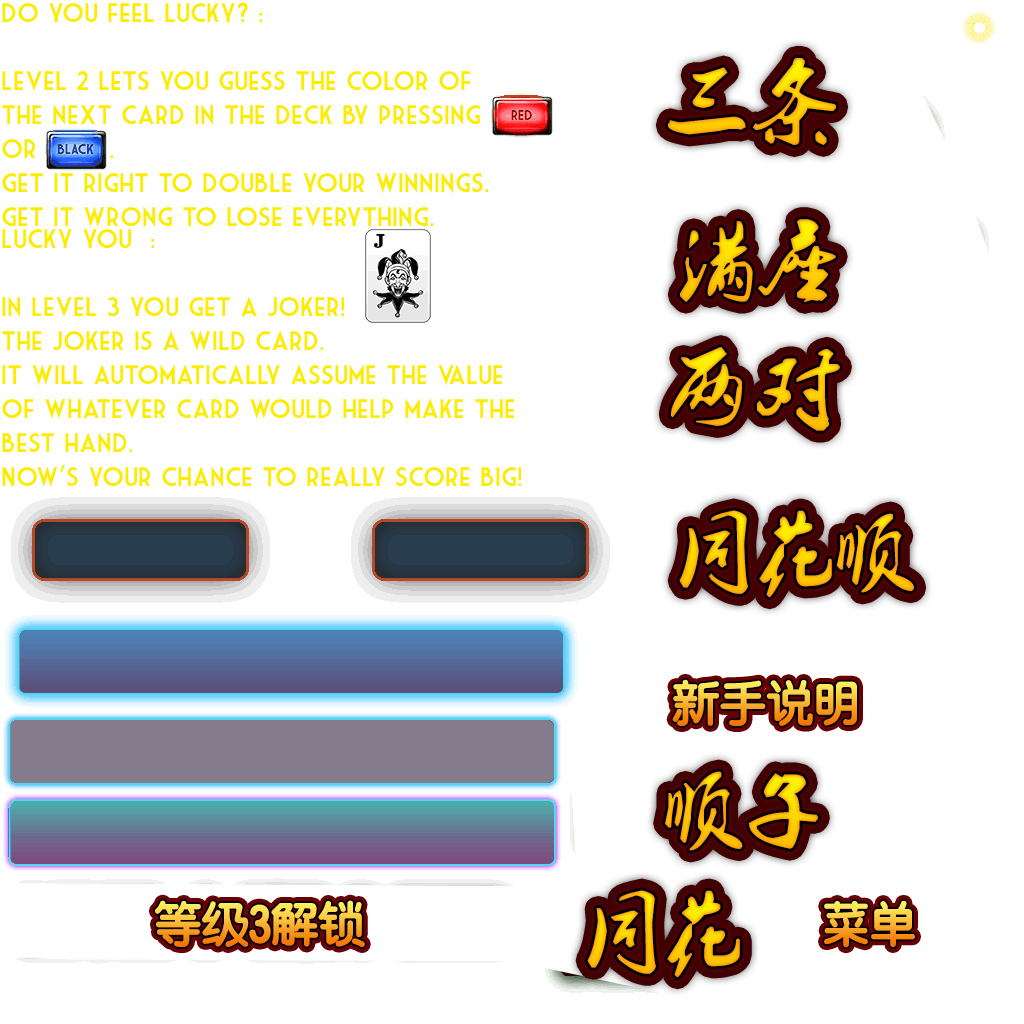 DO YOU FEEL LUCKY? :
LEVEL 2 LETS YOU GUESS THE COLOR OF
THE NEXT CARD IN THE DECK BY PRESSING RED
OR BLACK .
GET IT RIGHT TO DOUBLE YOUR WINNINGS.
GET IT WRONG TO LOSE EVERYTHING.
LUCKY YOU :
J
IN LEVEL 3 YOU GET A JOKER!
THE JOKER IS A WILD CARD.
IT WILL AUTOMATICALLY ASSUME THE VALUE
OF WHATEVER CARD WOULD HELP MAKE THE
BEST HAND.
NOW'S YOUR CHANCE TO REALLY SCORE BIG!
三条
满座
两对
同花顺
新手说明
顺子
等级3解锁
同花
菜单